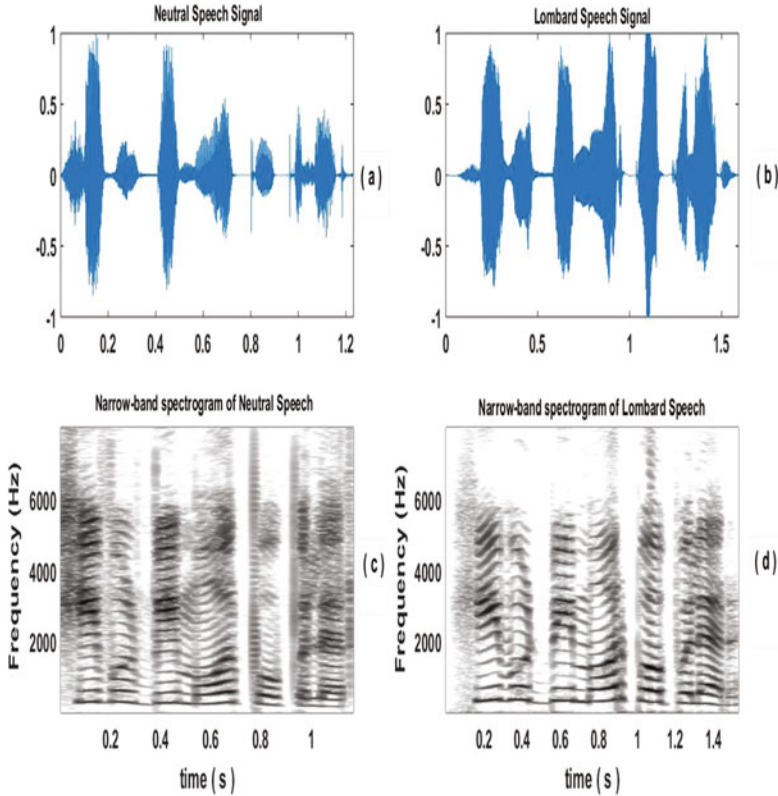 Neutral Speech Signal
1
0.5
0
-0.5
-1
0 0.2 0.4 0.6 0.8 1 1.2
( a )
Lombard Speech Signal
1
0.5
0
-0.5
-1
0 0.5 1 1.5
( b )
Narrow-band spectrogram of Neutral Speech
Frequency (Hz)
6000
4000
2000
0.2 0.4 0.6 0.8 1
time ( s )
( c )
Narrow-band spectrogram of Lombard Speech
Frequency (Hz)
6000
4000
2000
0.2 0.4 0.6 0.8 1 1.2 1.4
time ( s )
( d )